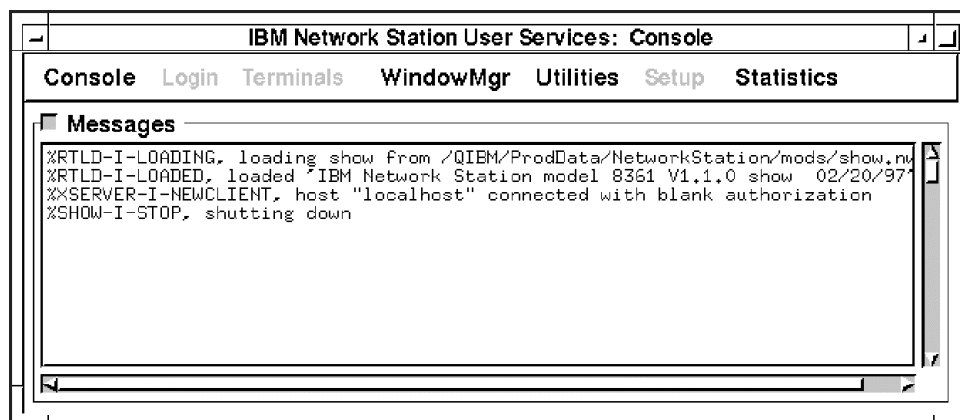 IBM Network Station User Services: Console
Console Login Terminals WindowMgr Utilities Setup Statistics
Messages
%RTLD-I-LOADING, loading show from /QIBM/ProdData/NetworkStation/mods/show.nw
%RTLD-I-LOADED, loaded "IBM Network Station model 8361 V1.1.0 show 02/20/97"
%XSERVER-I-NEWCLIENT, host "localhost" connected with blank authorization
%SHOW-I-STOP, shutting down